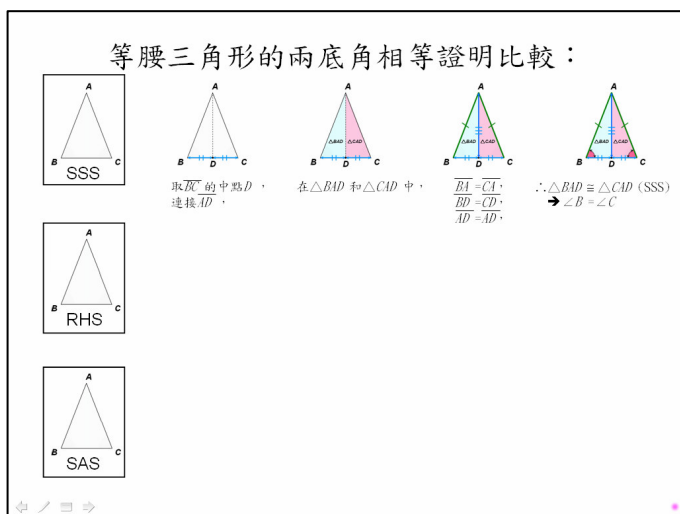 等腰三角形的兩底角相等證明比較：
A
B C
SSS
A
B D C
取BC的中點D，
連接AD，
A
△BAD △CAD
B D C
在△BAD 和△CAD 中，
A
△BAD △CAD
B D C
BA=CA，
BD=CD，
AD=AD，
A
△BAD △CAD
B D C
∴△BAD≅△CAD (SSS)
➔∠B=∠C
A
B C
RHS
A
B C
SAS